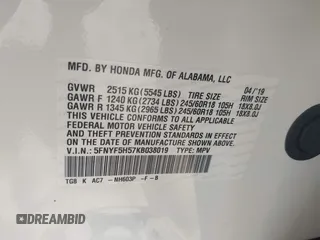 MFD. BY HONDA MFG. OF ALABAMA, LLC
04/'19
GVWR 2515 KG (5545 LBS) TIRE SIZE RIM SIZE
GAWR F 1240 KG (2734 LBS) 245/60R18 105H 18X8.0J
GAWR R 1345 KG (2965 LBS) 245/60R18 105H 18X8.0J
THIS VEHICLE CONFORMS TO ALL APPLICABLE
FEDERAL MOTOR VEHICLE SAFETY AND THEFT
PREVENTION STANDARDS IN EFFECT ON THE DATE OF
MANUFACTURE SHOWN ABOVE.
V.I.N.: 5FNYF5H57KB038019 TYPE: MPV
TG8 K AC7 -NH603P -F -B